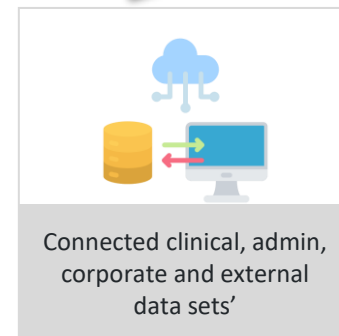 Connected clinical, admin,
corporate and external
data sets’